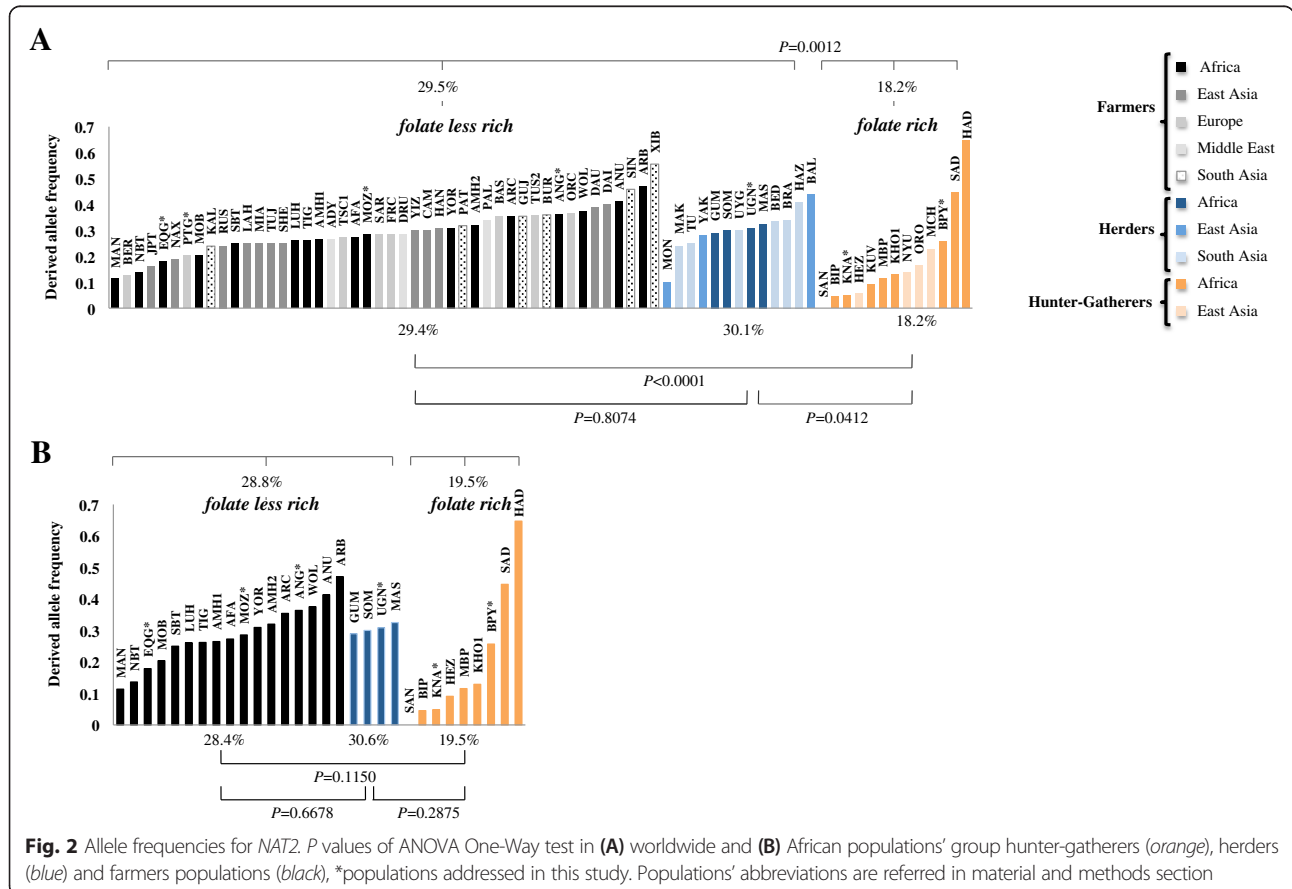 A
P=0.0012
29.5%
18.2%
folate less rich
folate rich
Derived allele frequency
0.7
0.6
0.5
0.4
0.3
0.2
0.1
0
MAN
BER
NBT
JPT
EQG*
NAX
PTG*
MOB
KAL
RUS
SBT
LAH
MIA
TUJ
SHE
LUH
TIG
AMH1
ADY
TSC1
AFA
MOZ*
SAR
FRC
DRU
YIZ
CAM
HAN
YOR
PAT
AMH2
PAL
BAS
ARC
GUJ
TUS2
BUR
ANG*
ORC
WOL
DAU
DAI
ANU
SIN
ARB
XIB
MON
MAK
TU
YAK
GUM
SOM
UYG
UGN*
MAS
BED
BRA
HAZ
BAL
SAN
BIP
KNA*
HEZ
KUV
MBP
KHO1
NYU
ORO
MCH
BPY*
SAD
HAD
29.4%
30.1%
18.2%
P<0.0001
P=0.8074
P=0.0412
Farmers
Africa
East Asia
Europe
Middle East
South Asia
Herders
Africa
East Asia
South Asia
Hunter-Gatherers
Africa
East Asia
B
28.8%
19.5%
folate less rich
folate rich
Derived allele frequency
0.7
0.6
0.5
0.4
0.3
0.2
0.1
0
MAN
NBT
EQG*
MOB
SBT
LUH
TIG
AMH1
AFA
MOZ*
YOR
AMH2
ARC
ANG*
WOL
ANU
ARB
GUM
SOM
UGN*
MAS
SAN
BIP
KNA*
HEZ
MBP
KHO1
BPY*
SAD
HAD
28.4%
30.6%
19.5%
P=0.1150
P=0.6678
P=0.2875
Fig. 2 Allele frequencies for NAT2. P values of ANOVA One-Way test in (A) worldwide and (B) African populations' group hunter-gatherers (orange), herders
(blue) and farmers populations (black), *populations addressed in this study. Populations' abbreviations are referred in material and methods section